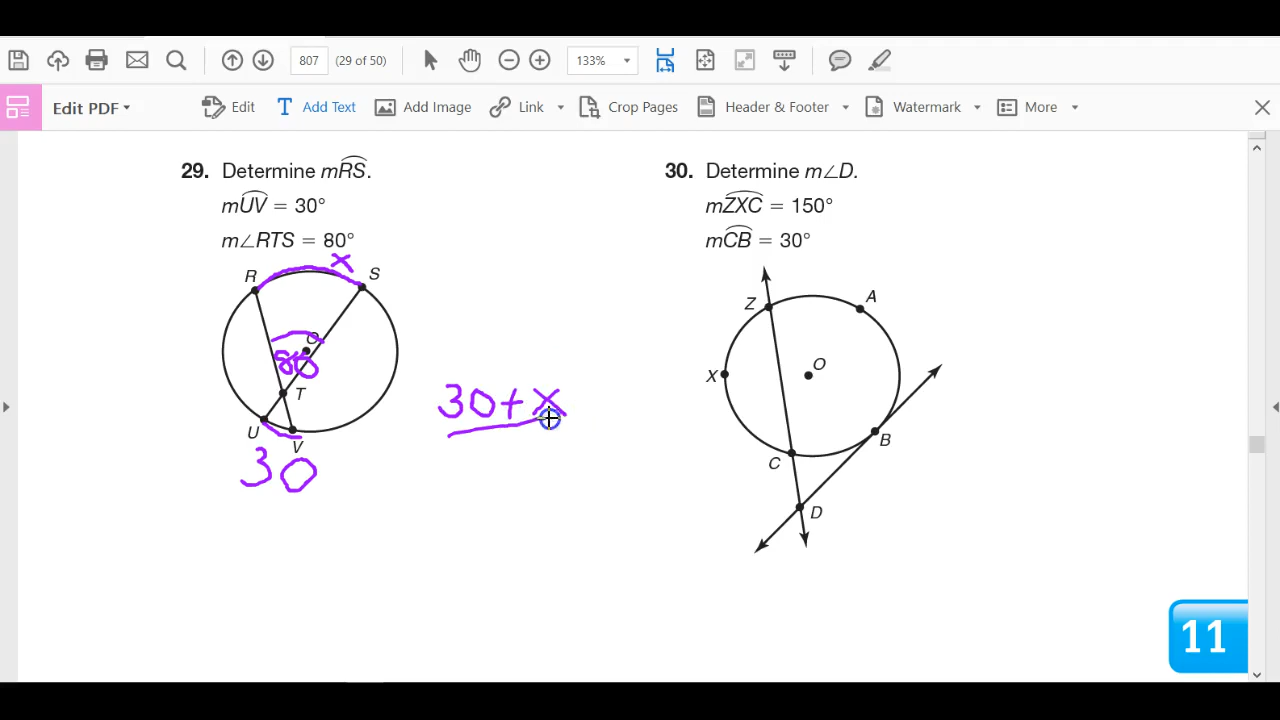 807 (29 of 50) 133%
Edit PDF Edit Add Text Add Image Link Crop Pages Header & Footer Watermark More
29. Determine mRS.
mUV = 30°
m∠RTS = 80°
x
R S
O
80
T
U V
30
30+x
30. Determine m∠D.
mZXC = 150°
mCB = 30°
Z A
X O
B
C
D
11